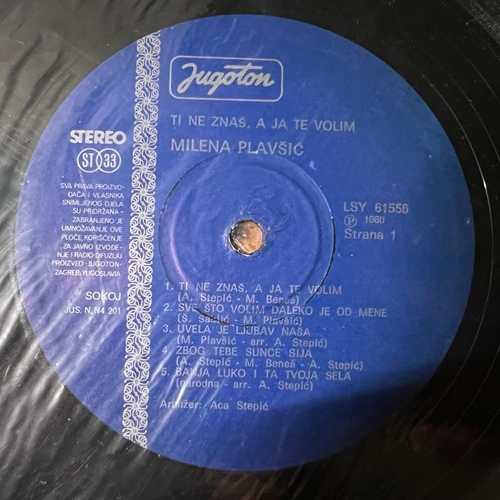 Jugoton
TI NE ZNAŠ, A JA TE VOLIM
MILENA PLAVŠIĆ
STEREO
ST 33
SVA PRAVA PROIZVO-
ĐAČA I VLASNIKA
SNIMLJENOG DJELA
SU PRIDRŽANA -
ZABRANJENO JE
UMNOŽAVANJE OVE
PLOČE, KORIŠĆENJE
ZA JAVNO IZVOĐE-
NJE I RADIO DIFUZIJU
PROIZVOD: JUGOTON-
ZAGREB, YUGOSLAVIA
SOKOJ
JUS. N. N4 201
LSY 61556
Ⓟ 1980
Strana 1
1. TI NE ZNAŠ, A JA TE VOLIM
(A. Stepić - M. Beneš)
2. SVE ŠTO VOLIM DALEKO JE OD MENE
(S. - M. Plavšić)
3. UVELA JE LJUBAV NAŠA
(M. Plavšić - arr. A. Stepić)
4. ZBOG TEBE SUNCE SIJA
(A. Stepić - M. Beneš - A. Stepić)
5. BANJA LUKO I TA TVOJA SELA
(narodna - arr. A. Stepić)
Aranžer: Aca Stepić